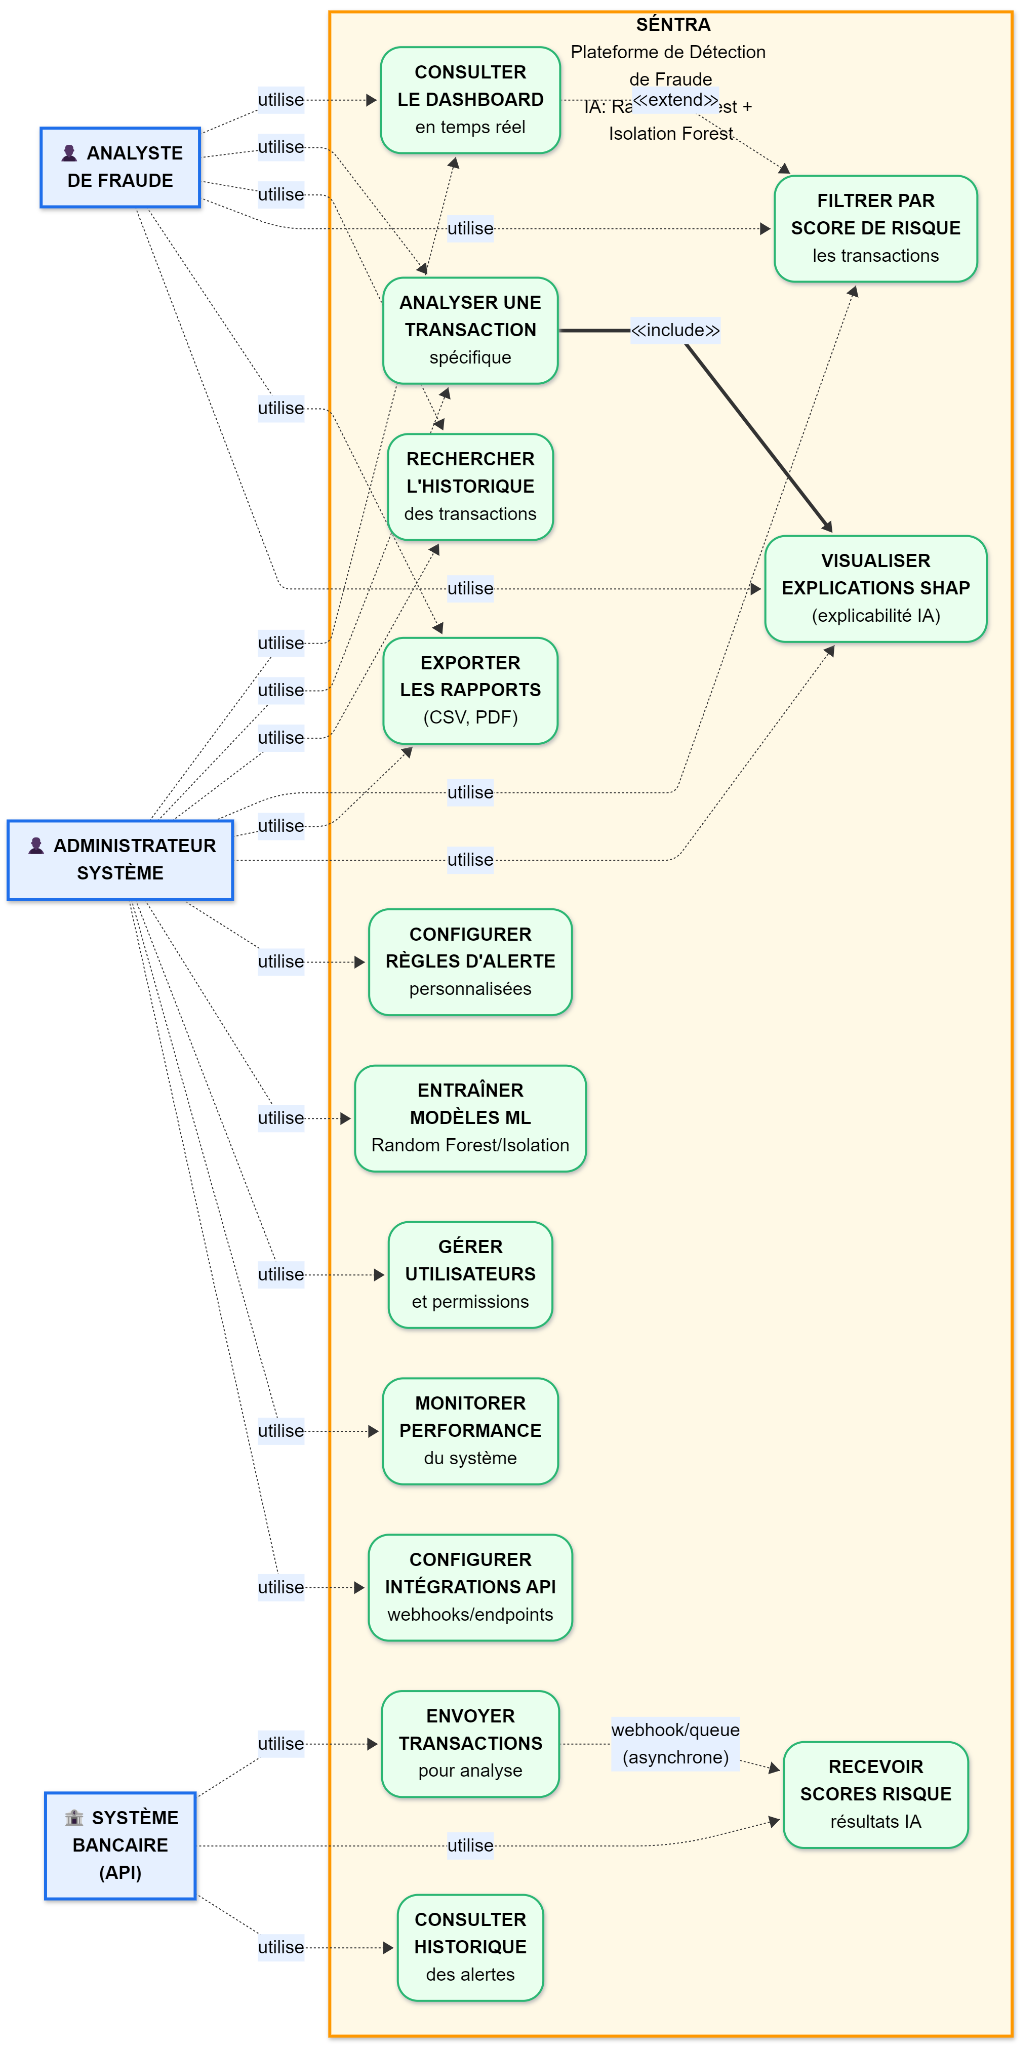 SÉNTRA
Plateforme de Détection
de Fraude
IA: Ra est +
Isolation Forest
«extend»
CONSULTER
LE DASHBOARD
en temps réel
utilise
utilise
utilise
utilise
👤 ANALYSTE
DE FRAUDE
FILTRER PAR
SCORE DE RISQUE
les transactions
ANALYSER UNE
TRANSACTION
spécifique
«include»
utilise
RECHERCHER
L'HISTORIQUE
des transactions
utilise
VISUALISER
EXPLICATIONS SHAP
(explicabilité IA)
EXPORTER
LES RAPPORTS
(CSV, PDF)
utilise
utilise
utilise
utilise
utilise
utilise
👤 ADMINISTRATEUR
SYSTÈME
CONFIGURER
RÈGLES D'ALERTE
personnalisées
utilise
ENTRAÎNER
MODÈLES ML
Random Forest/Isolation
utilise
GÉRER
UTILISATEURS
et permissions
utilise
MONITORER
PERFORMANCE
du système
utilise
CONFIGURER
INTÉGRATIONS API
webhooks/endpoints
utilise
ENVOYER
TRANSACTIONS
pour analyse
utilise
webhook/queue
(asynchrone)
RECEVOIR
SCORES RISQUE
résultats IA
🏦 SYSTÈME
BANCAIRE
(API)
utilise
CONSULTER
HISTORIQUE
des alertes
utilise